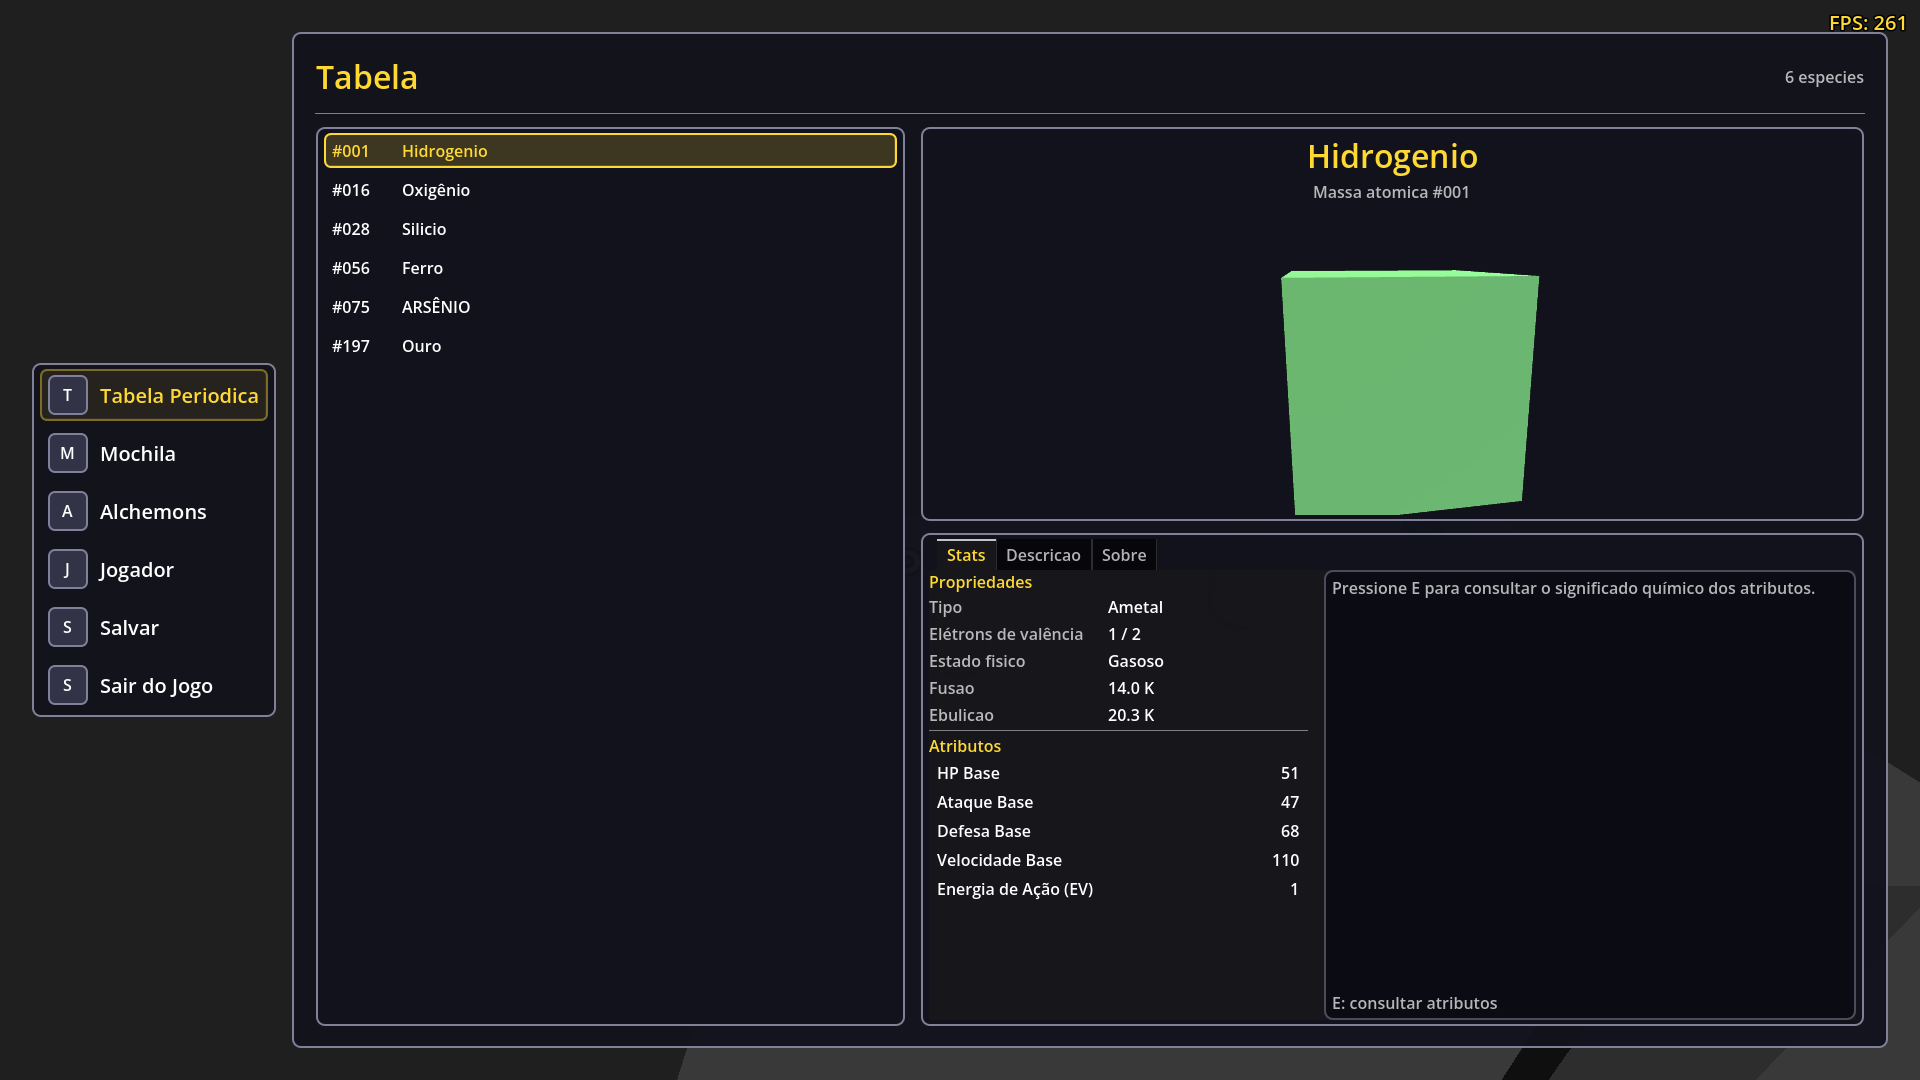 FPS: 261
Tabela
6 especies
#001 Hidrogenio
#016 Oxigênio
#028 Silicio
#056 Ferro
#075 ARSÊNIO
#197 Ouro
T Tabela Periodica
M Mochila
A Alchemons
J Jogador
S Salvar
S Sair do Jogo
Hidrogenio
Massa atomica #001
Stats Descricao Sobre
Propriedades
Tipo Ametal
Elétrons de valência 1 / 2
Estado fisico Gasoso
Fusao 14.0 K
Ebulicao 20.3 K
Atributos
HP Base 51
Ataque Base 47
Defesa Base 68
Velocidade Base 110
Energia de Ação (EV) 1
Pressione E para consultar o significado químico dos atributos.
E: consultar atributos